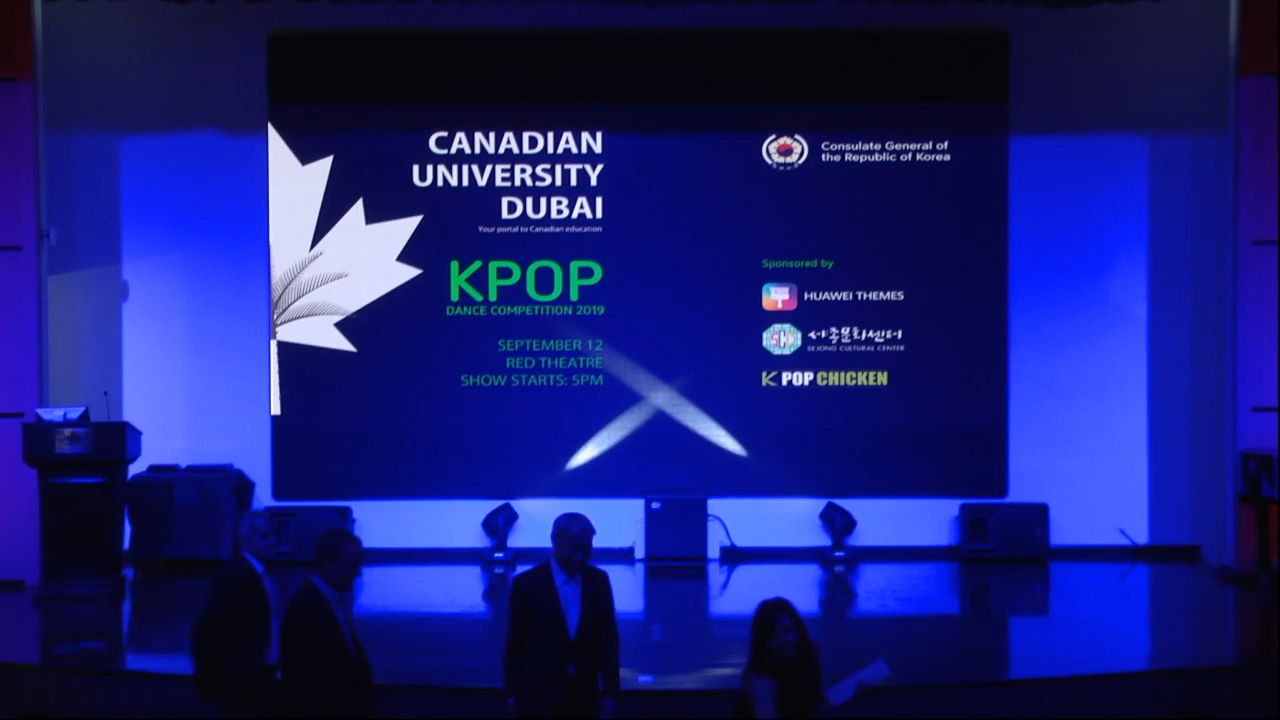 CANADIAN
UNIVERSITY
DUBAI
Your portal to Canadian education
KPOP
DANCE COMPETITION 2019
SEPTEMBER 12
RED THEATRE
SHOW STARTS: 5PM
Consulate General of
the Republic of Korea
Sponsored by
HUAWEI THEMES
세종문화센터
SEJONG CULTURAL CENTER
K POP CHICKEN